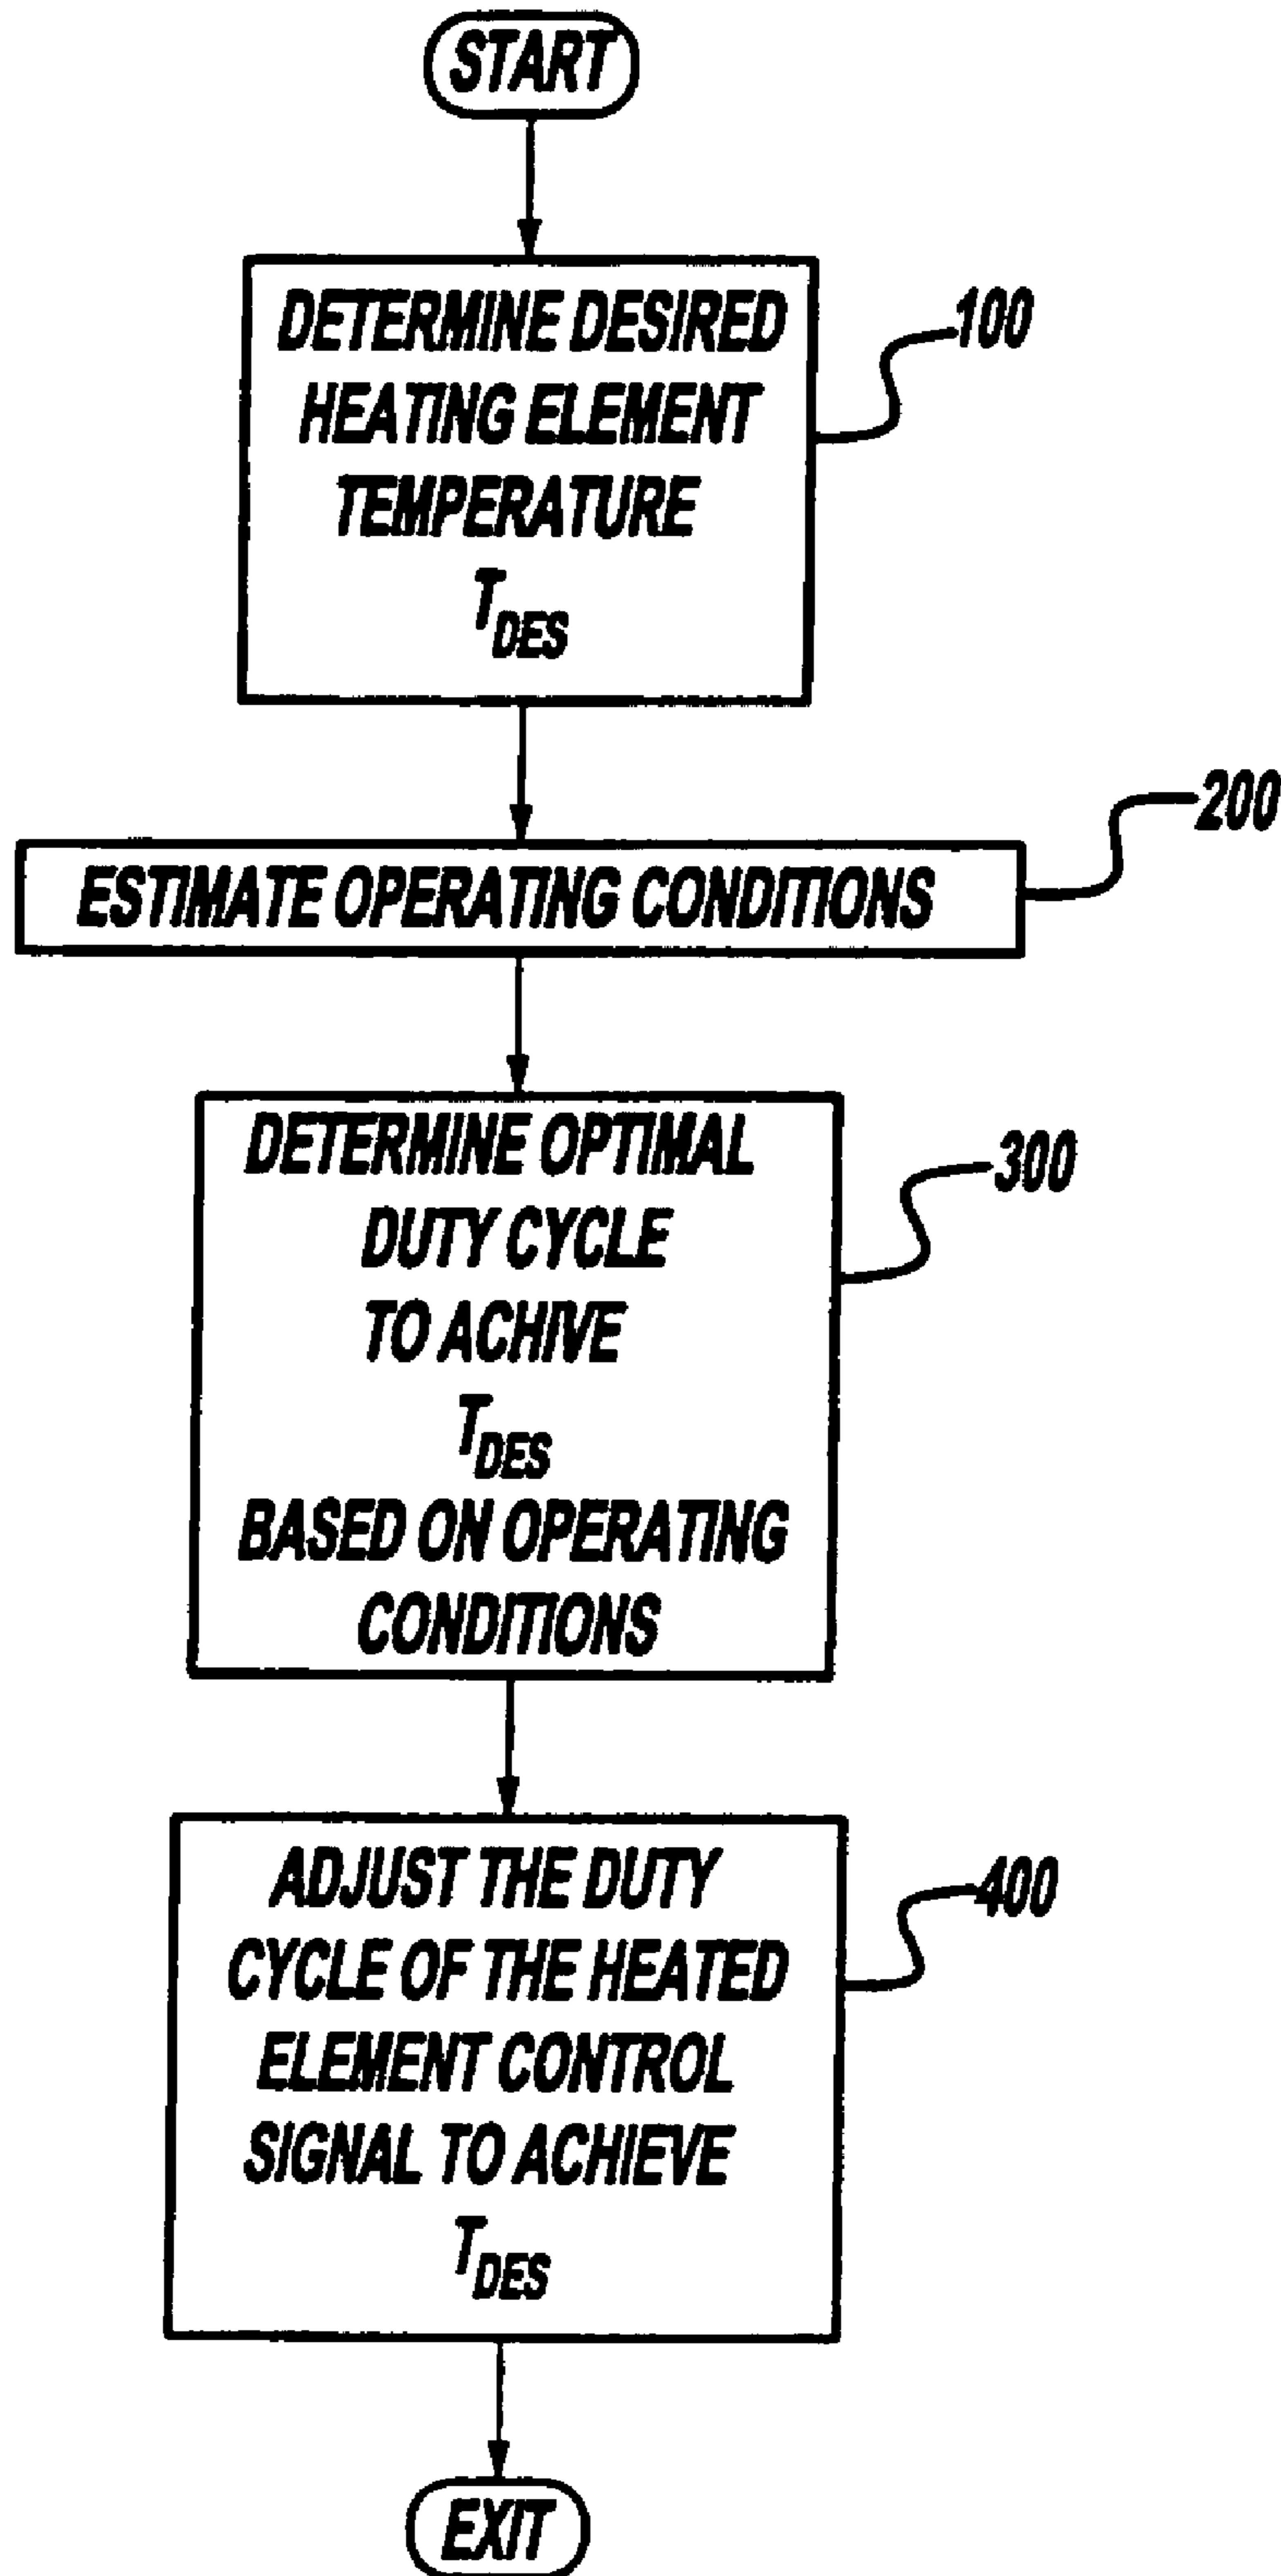 START
DETERMINE DESIRED
HEATING ELEMENT
TEMPERATURE
T_DES
100
ESTIMATE OPERATING CONDITIONS
200
DETERMINE OPTIMAL
DUTY CYCLE
TO ACHIVE
T_DES
BASED ON OPERATING
CONDITIONS
300
ADJUST THE DUTY
CYCLE OF THE HEATED
ELEMENT CONTROL
SIGNAL TO ACHIEVE
T_DES
400
EXIT